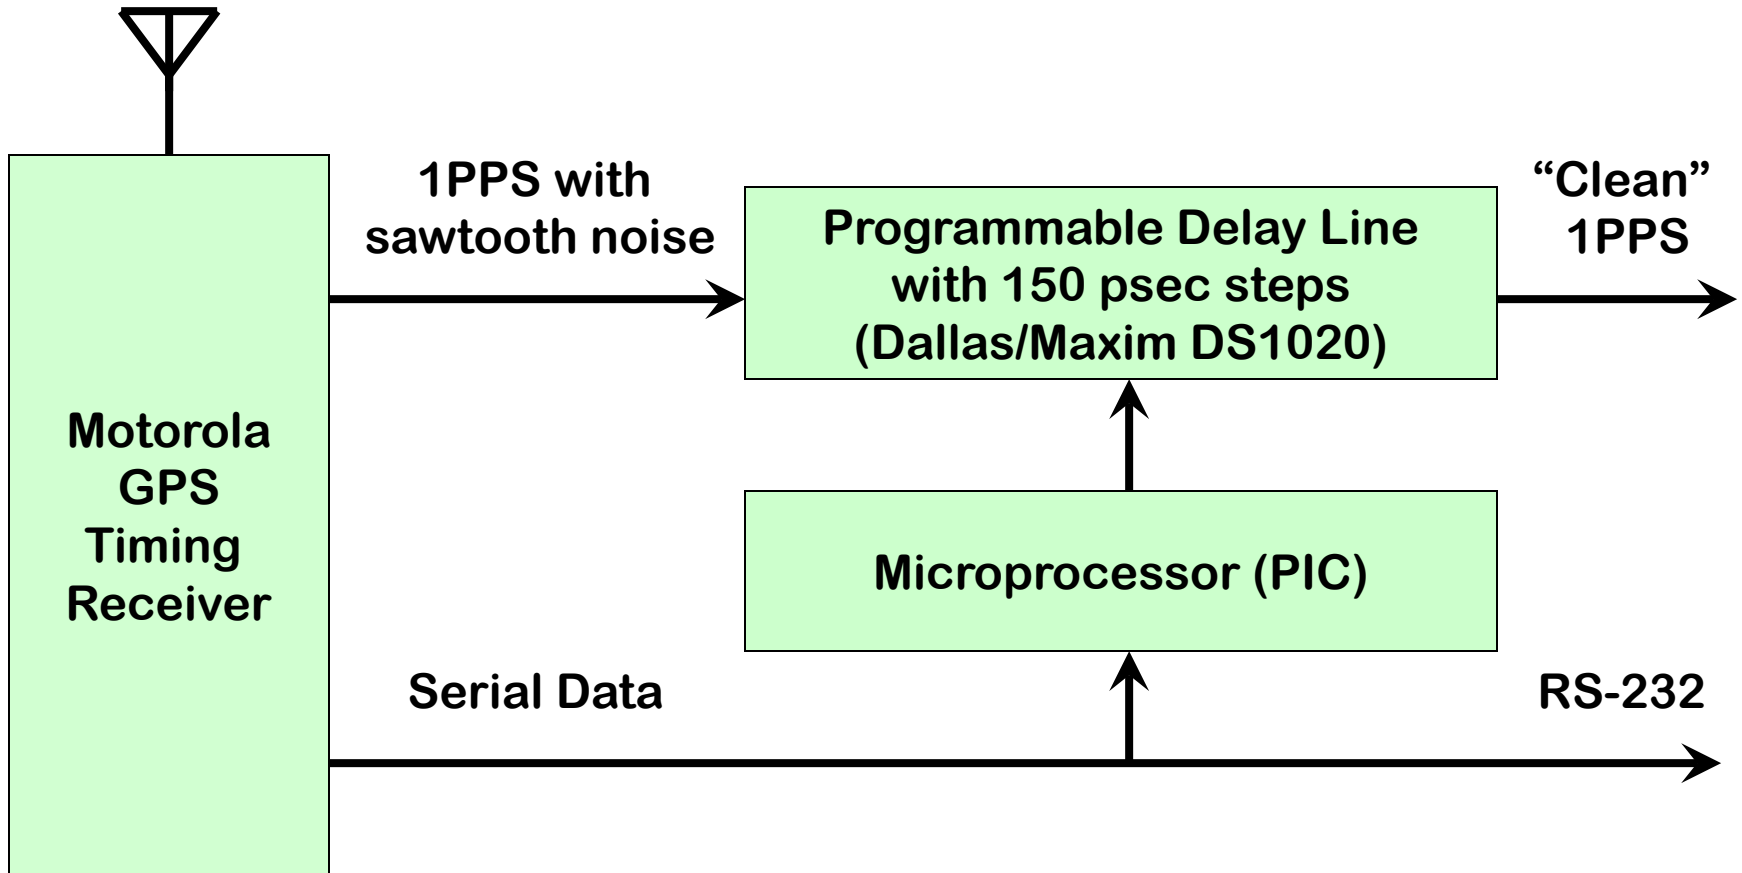 1PPS with
sawtooth noise
“Clean”
1PPS
Programmable Delay Line
with 150 psec steps
(Dallas/Maxim DS1020)
Motorola
GPS
Timing
Receiver
Microprocessor (PIC)
Serial Data
RS-232